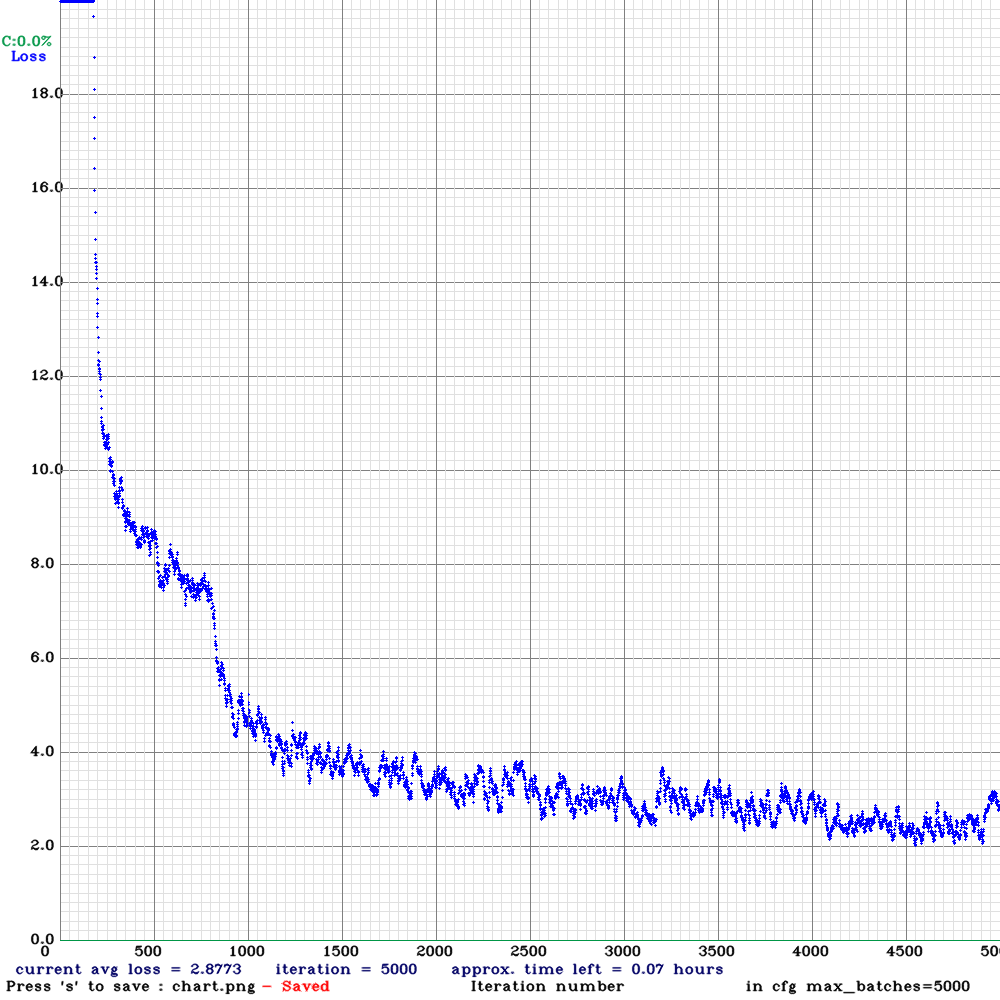 C:0.0%
Loss
18.0
16.0
14.0
12.0
10.0
8.0
6.0
4.0
2.0
0.0
0 500 1000 1500 2000 2500 3000 3500 4000 4500 50
current avg loss = 2.8773 iteration = 5000 approx. time left = 0.07 hours
Press 's' to save : chart.png - Saved Iteration number in cfg max_batches=5000